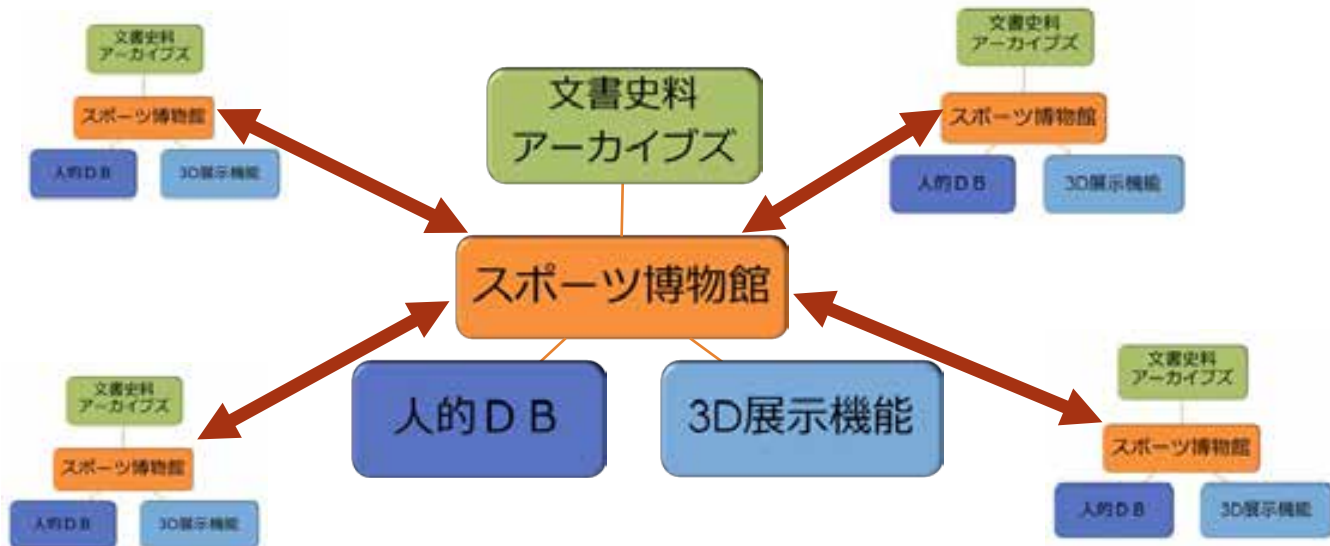 文書史料
アーカイブズ
スポーツ博物館
人的DB
3D展示機能
文書史料
アーカイブズ
スポーツ博物館
人的ＤＢ
3D展示機能
文書史料
アーカイブズ
スポーツ博物館
人的ＤＢ
3D展示機能
文書史料
アーカイブズ
スポーツ博物館
人的DB
3D展示機能
文書史料
アーカイブズ
スポーツ博物館
人的DB
3D展示機能